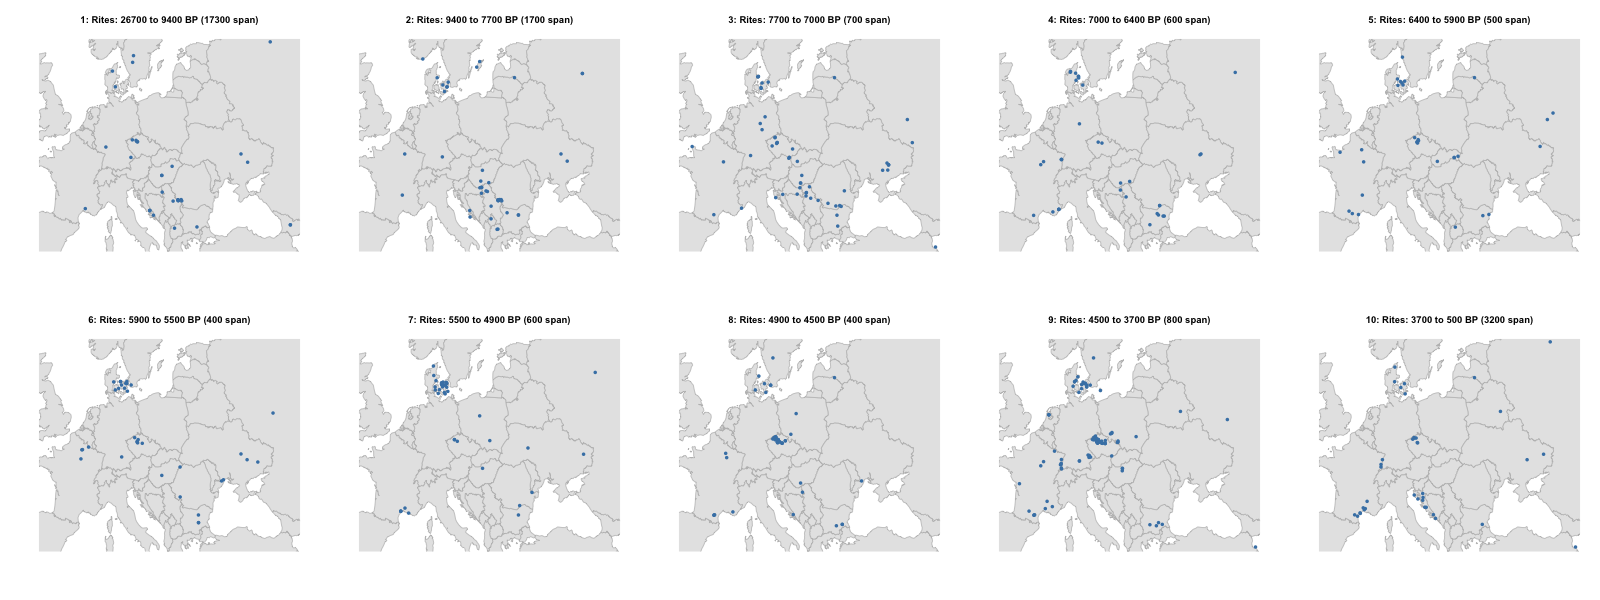 1: Rites: 26700 to 9400 BP (17300 span)
2: Rites: 9400 to 7700 BP (1700 span)
3: Rites: 7700 to 7000 BP (700 span)
4: Rites: 7000 to 6400 BP (600 span)
5: Rites: 6400 to 5900 BP (500 span)
6: Rites: 5900 to 5500 BP (400 span)
7: Rites: 5500 to 4900 BP (600 span)
8: Rites: 4900 to 4500 BP (400 span)
9: Rites: 4500 to 3700 BP (800 span)
10: Rites: 3700 to 500 BP (3200 span)